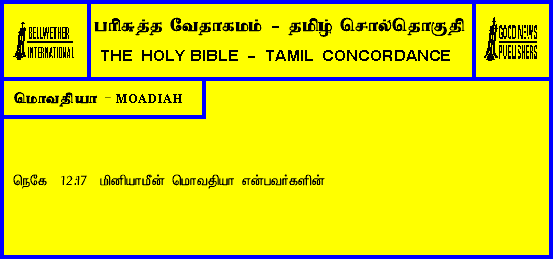 BELLWETHER
INTERNATIONAL
பரிசுத்த வேதாகமம் - தமிழ் சொல்தொகுதி
THE HOLY BIBLE - TAMIL CONCORDANCE
GOOD NEWS
PUBLISHERS
மொவதியா - MOADIAH
நெகே 12:17 மினியாமீன் மொவதியா என்பவர்களின்